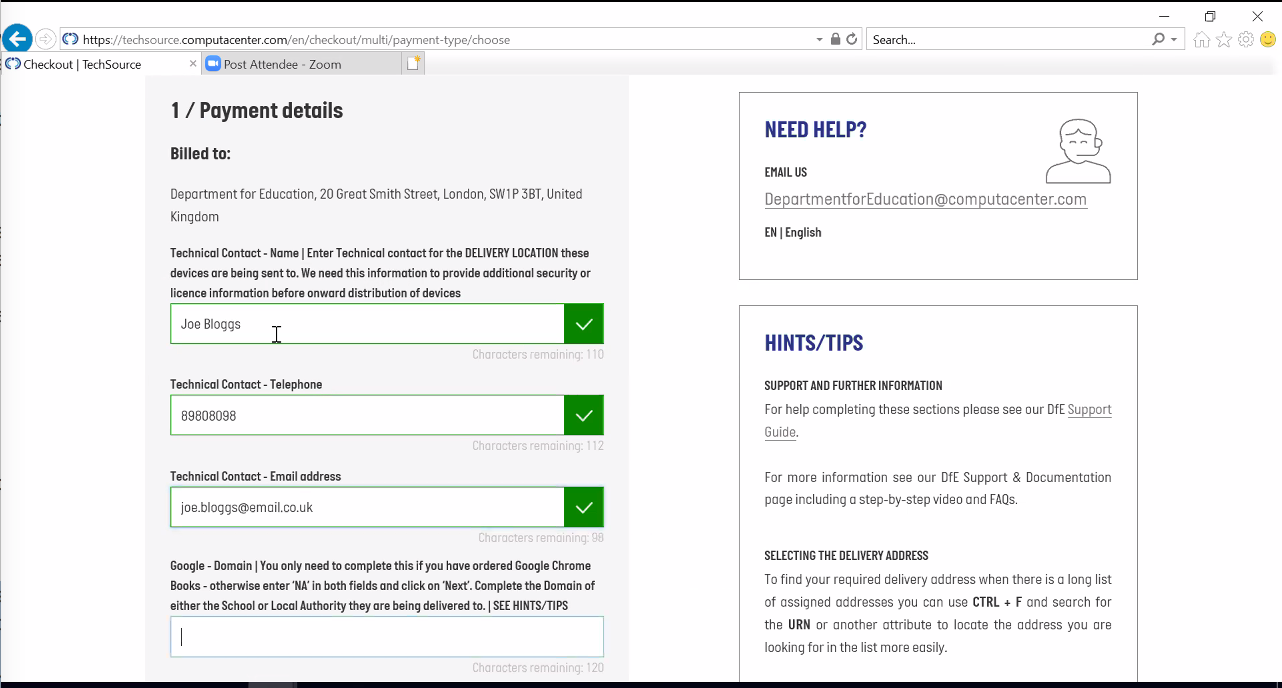 https://techsource.computacenter.com/en/checkout/multi/payment-type/choose
Search...
Checkout | TechSource
Post Attendee - Zoom
1 / Payment details
Billed to:
Department for Education, 20 Great Smith Street, London, SW1P 3BT, United
Kingdom
Technical Contact - Name | Enter Technical contact for the DELIVERY LOCATION these
devices are being sent to. We need this information to provide additional security or
licence information before onward distribution of devices
Joe Bloggs
Characters remaining: 110
Technical Contact - Telephone
89808098
Characters remaining: 112
Technical Contact - Email address
joe.bloggs@email.co.uk
Characters remaining: 98
Google - Domain | You only need to complete this if you have ordered Google Chrome
Books - otherwise enter 'NA' in both fields and click on 'Next'. Complete the Domain of
either the School or Local Authority they are being delivered to. | SEE HINTS/TIPS
Characters remaining: 120
NEED HELP?
EMAIL US
DepartmentforEducation@computacenter.com
EN | English
HINTS/TIPS
SUPPORT AND FURTHER INFORMATION
For help completing these sections please see our DfE Support
Guide.
For more information see our DfE Support & Documentation
page including a step-by-step video and FAQs.
SELECTING THE DELIVERY ADDRESS
To find your required delivery address when there is a long list
of assigned addresses you can use CTRL + F and search for
the URN or another attribute to locate the address you are
looking for in the list more easily.